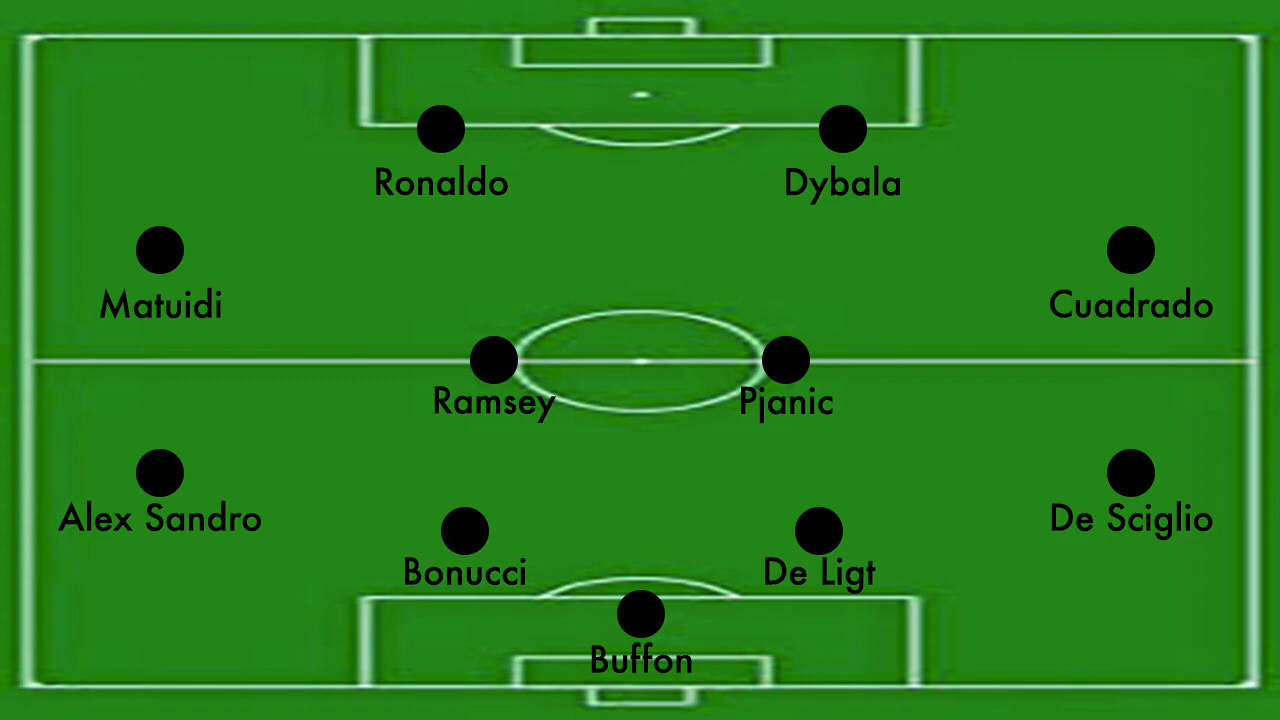 Ronaldo
Dybala
Matuidi
Cuadrado
Ramsey
Pjanic
Alex Sandro
De Sciglio
Bonucci
De Ligt
Buffon